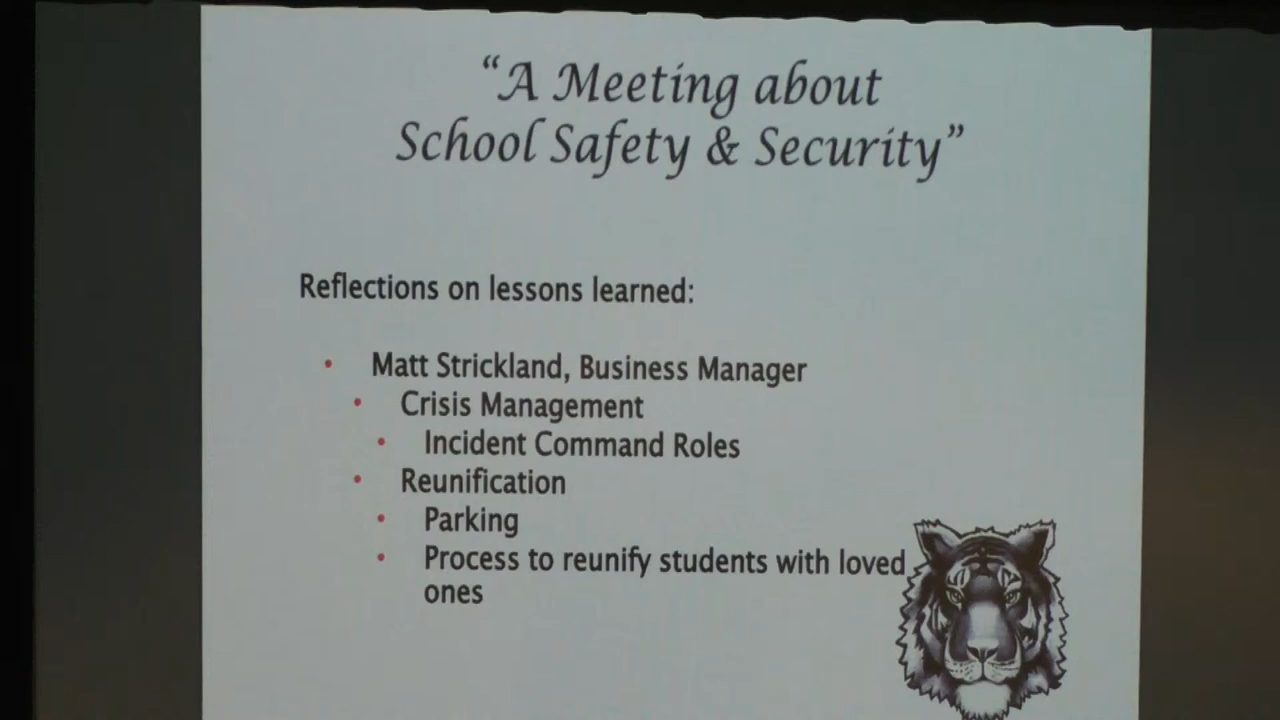 “A Meeting about
School Safety & Security”
Reflections on lessons learned:
• Matt Strickland, Business Manager
• Crisis Management
• Incident Command Roles
• Reunification
• Parking
• Process to reunify students with loved
ones